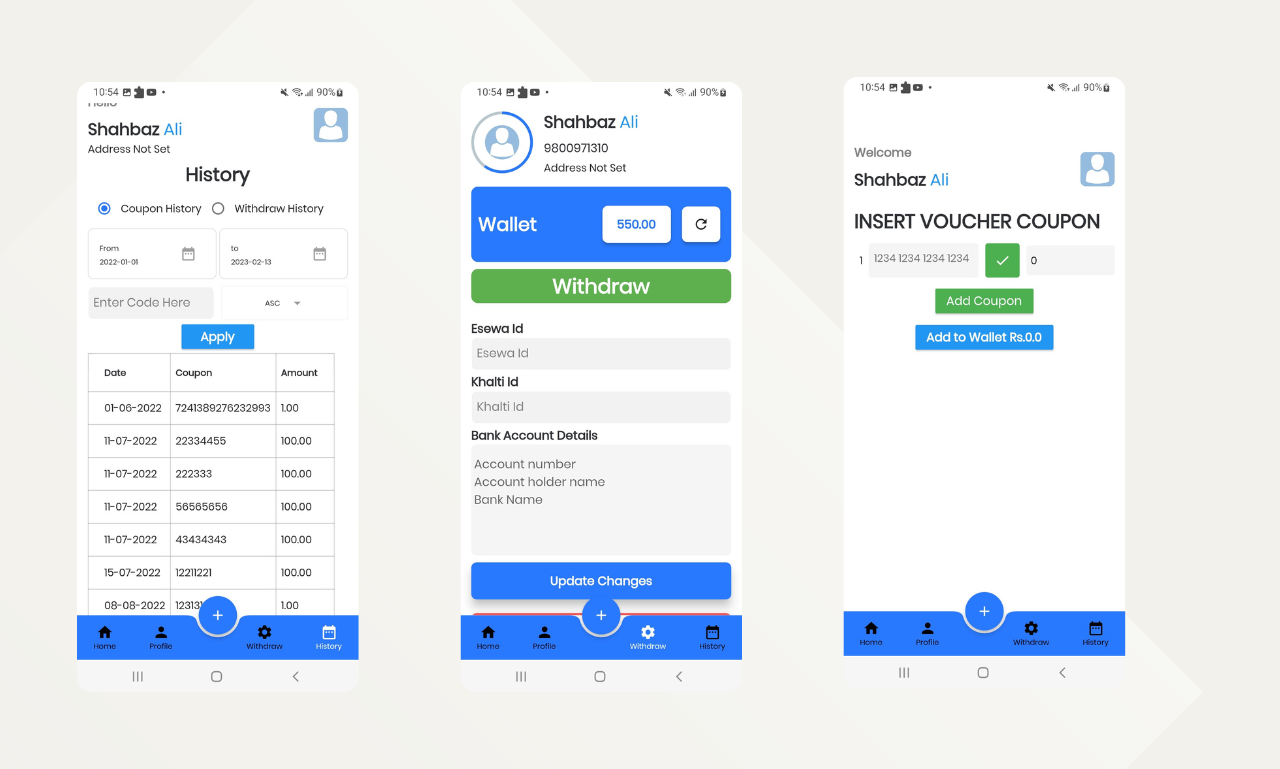 10:54
90%
Hello
Shahbaz Ali
Address Not Set
History
Coupon History
Withdraw History
From
2022-01-01
to
2023-02-13
Enter Code Here
ASC
Apply
Date Coupon Amount
01-06-2022 7241389276232993 1.00
11-07-2022 22334455 100.00
11-07-2022 222333 100.00
11-07-2022 56565656 100.00
11-07-2022 43434343 100.00
15-07-2022 12211221 100.00
08-08-2022 1.00
+
Home Profile Withdraw History
10:54
90%
Shahbaz Ali
9800971310
Address Not Set
Wallet 550.00
Withdraw
Esewa Id
Esewa Id
Khalti Id
Khalti Id
Bank Account Details
Account number
Account holder name
Bank Name
Update Changes
+
Home Profile Withdraw History
10:54
90%
Welcome
Shahbaz Ali
INSERT VOUCHER COUPON
1 1234 1234 1234 1234 0
Add Coupon
Add to Wallet Rs.0.0
+
Home Profile Withdraw History